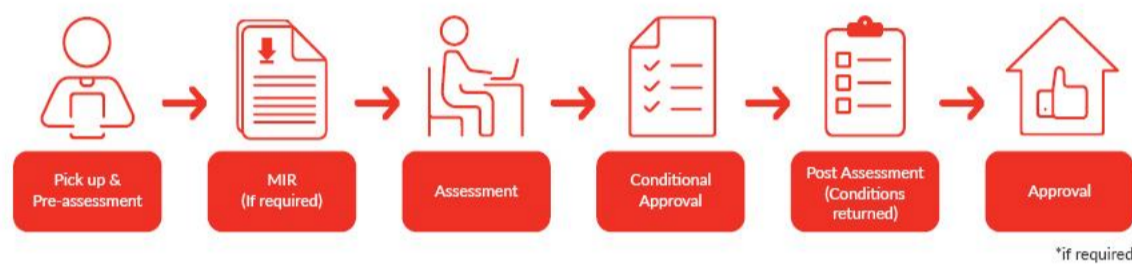 Pick up &
Pre-assessment
MIR
(If required)
Assessment
Conditional
Approval
Post Assessment
(Conditions
returned)
Approval
*if required